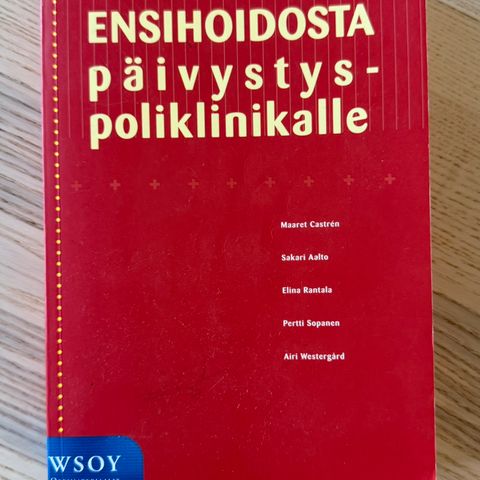 ENSIHOIDOSTA
päivystys-
poliklinikalle
Maaret Castrén
Sakari Aalto
Elina Rantala
Pertti Sopanen
Airi Westergård
WSOY